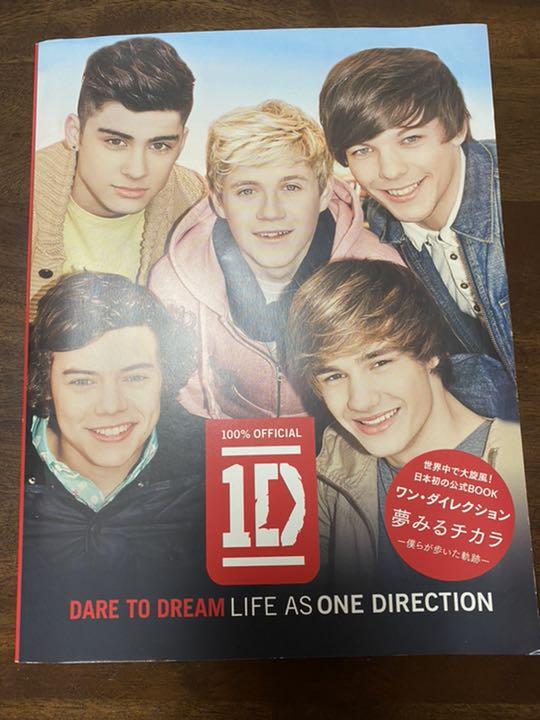 100% OFFICIAL
1D
世界中で大旋風!
日本初の公式BOOK
ワン・ダイレクション
夢みるチカラ
―僕らが歩いた軌跡―
DARE TO DREAM LIFE AS ONE DIRECTION